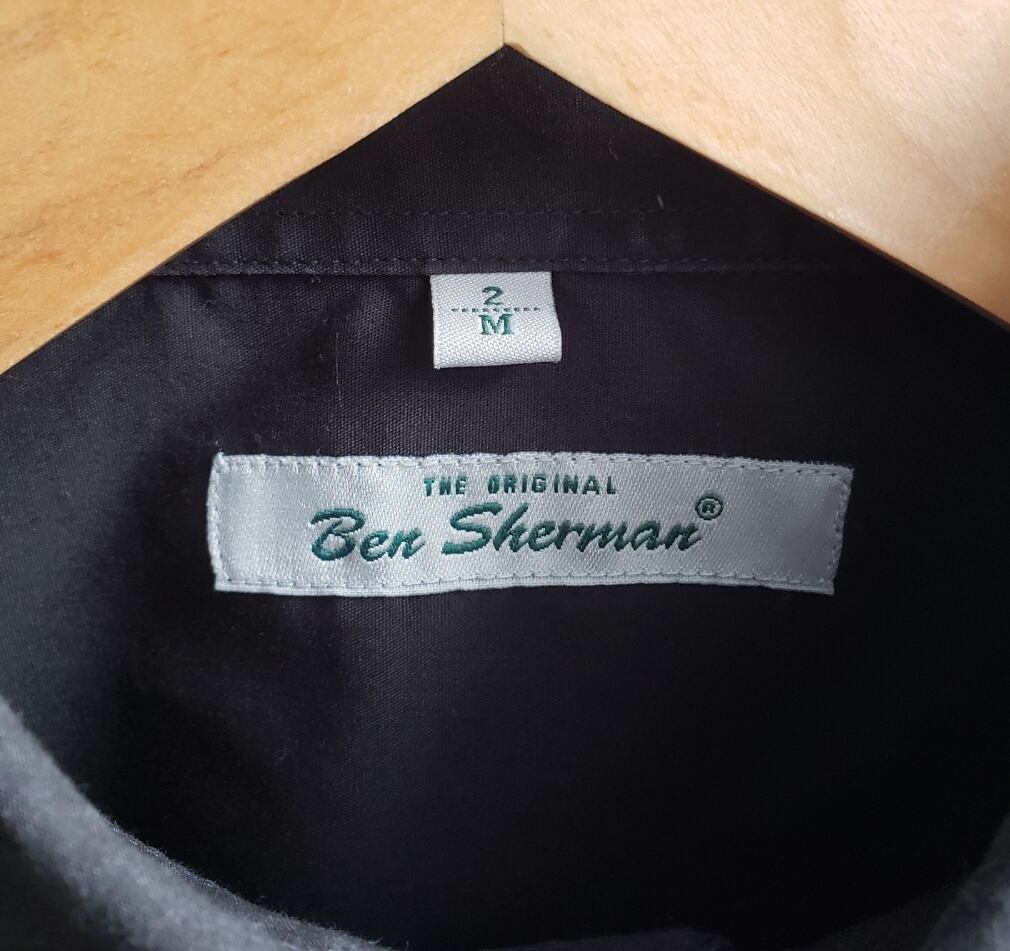 2
M
THE ORIGINAL
Ben Sherman®